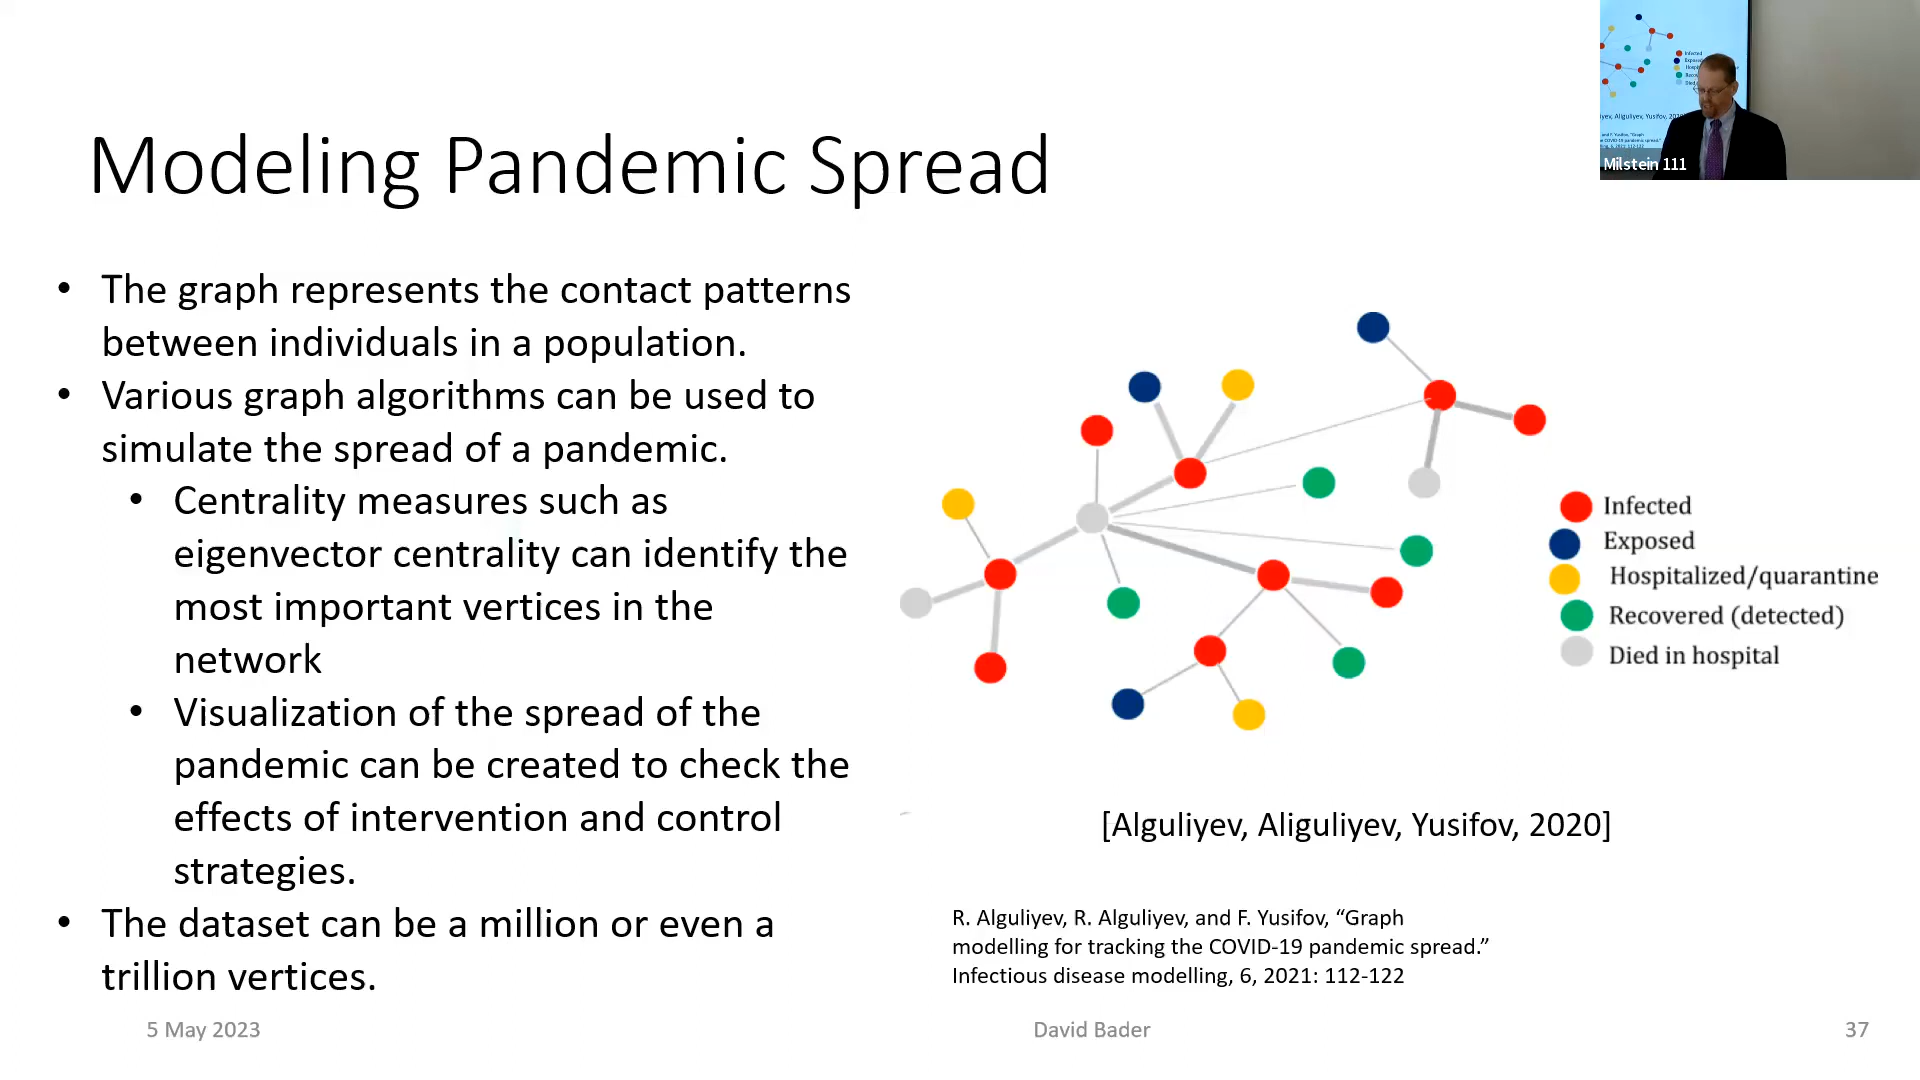 Milstein 111
Modeling Pandemic Spread
• The graph represents the contact patterns
between individuals in a population.
• Various graph algorithms can be used to
simulate the spread of a pandemic.
• Centrality measures such as
eigenvector centrality can identify the
most important vertices in the
network
• Visualization of the spread of the
pandemic can be created to check the
effects of intervention and control
strategies.
• The dataset can be a million or even a
trillion vertices.
Infected
Exposed
Hospitalized/quarantine
Recovered (detected)
Died in hospital
[Alguliyev, Aliguliyev, Yusifov, 2020]
R. Alguliyev, R. Alguliyev, and F. Yusifov, “Graph
modelling for tracking the COVID-19 pandemic spread.”
Infectious disease modelling, 6, 2021: 112-122
5 May 2023
David Bader
37